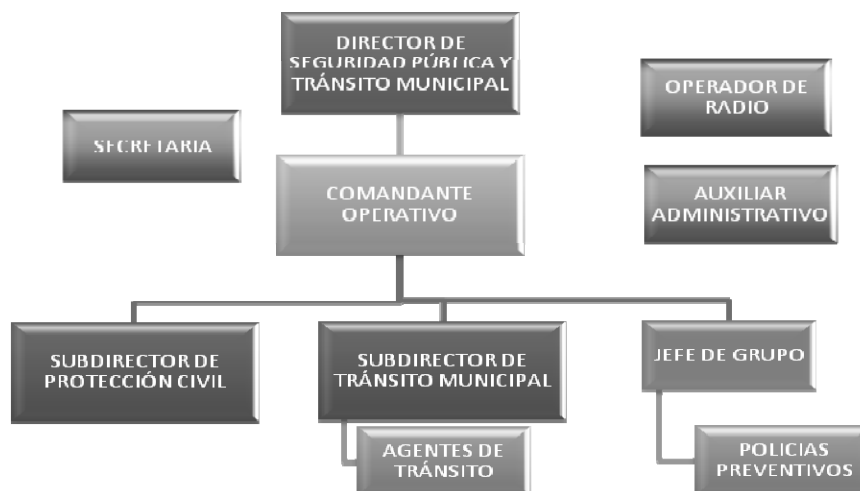 DIRECTOR DE
SEGURIDAD PÚBLICA Y
TRÁNSITO MUNICIPAL
OPERADOR DE
RADIO
SECRETARIA
COMANDANTE
OPERATIVO
AUXILIAR
ADMINISTRATIVO
SUBDIRECTOR DE
PROTECCIÓN CIVIL
SUBDIRECTOR DE
TRÁNSITO MUNICIPAL
JEFE DE GRUPO
AGENTES DE
TRÁNSITO
POLICIAS
PREVENTIVOS